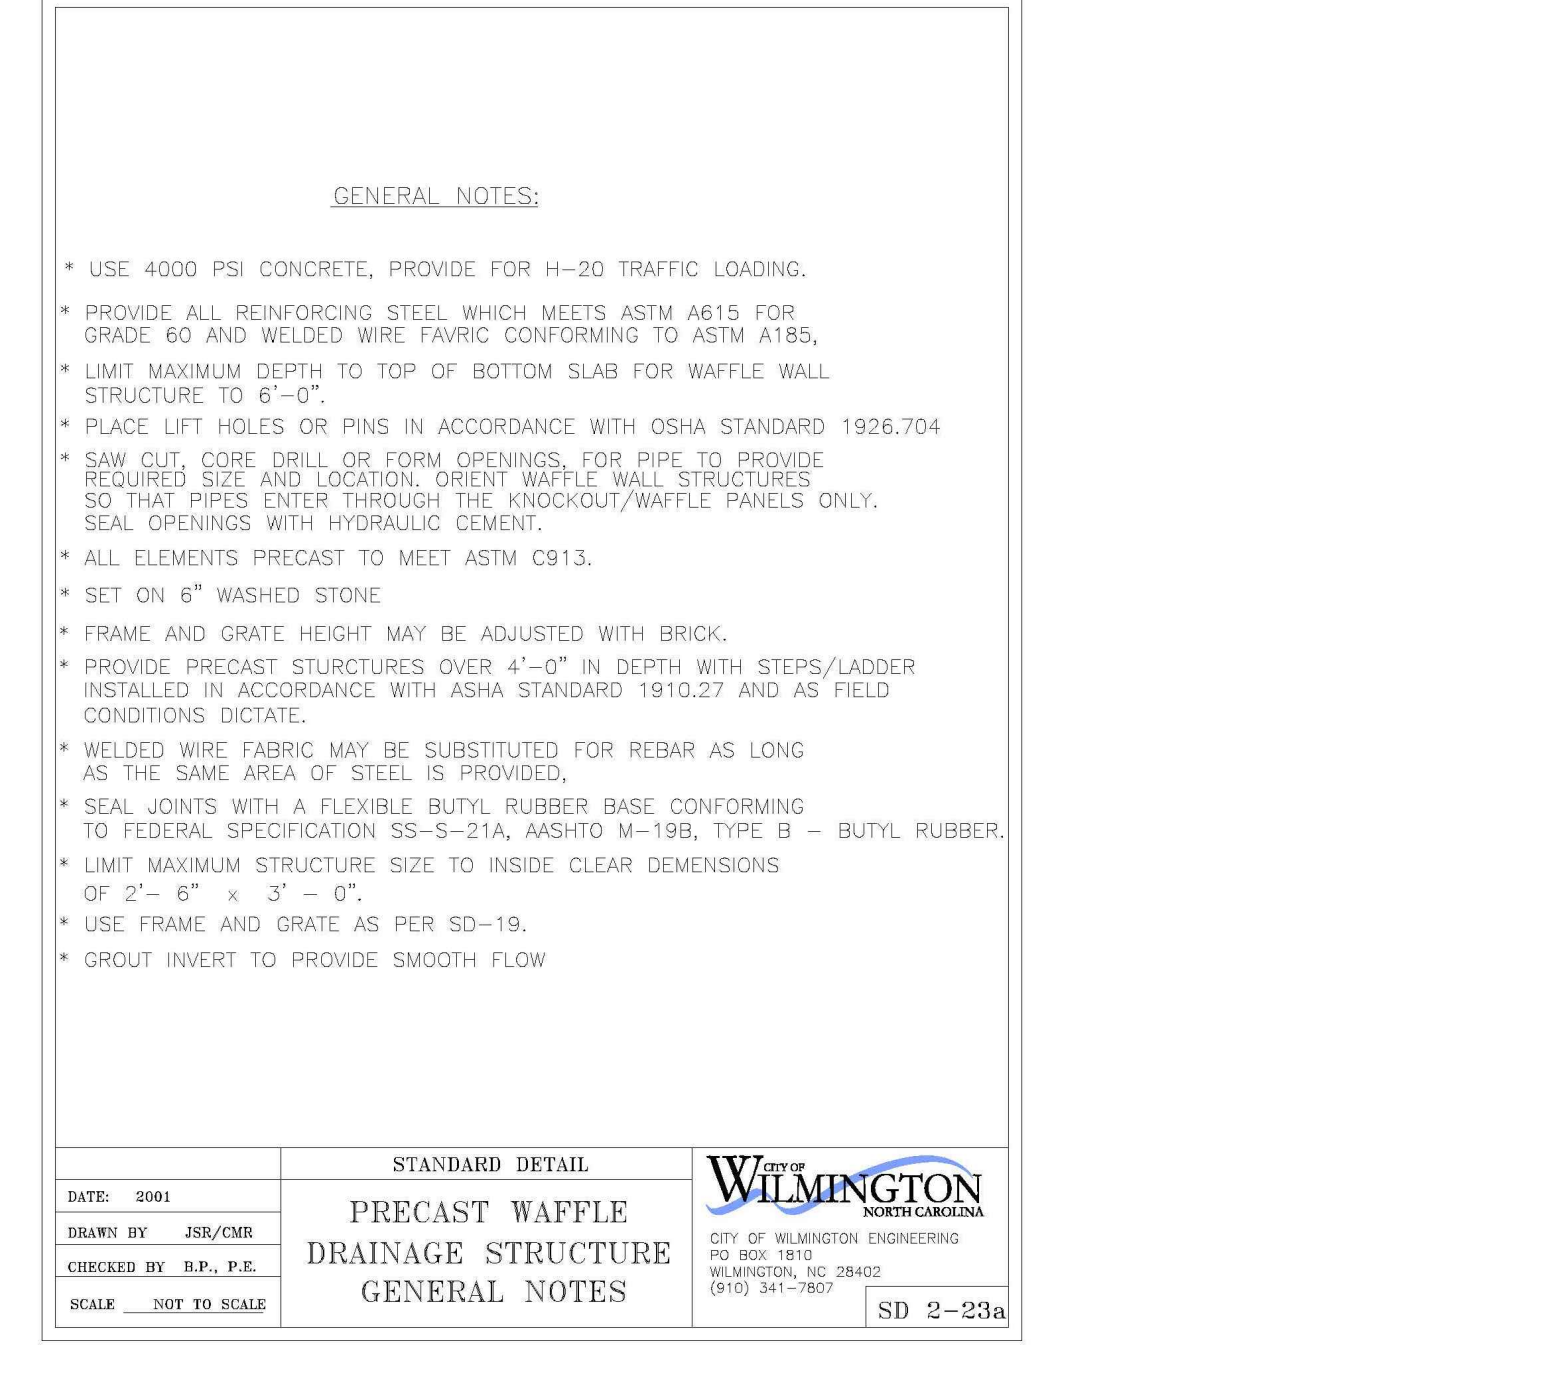 GENERAL NOTES:
* USE 4000 PSI CONCRETE, PROVIDE FOR H-20 TRAFFIC LOADING.
* PROVIDE ALL REINFORCING STEEL WHICH MEETS ASTM A615 FOR
GRADE 60 AND WELDED WIRE FAVRIC CONFORMING TO ASTM A185,
* LIMIT MAXIMUM DEPTH TO TOP OF BOTTOM SLAB FOR WAFFLE WALL
STRUCTURE TO 6'-0".
* PLACE LIFT HOLES OR PINS IN ACCORDANCE WITH OSHA STANDARD 1926.704
* SAW CUT, CORE DRILL OR FORM OPENINGS, FOR PIPE TO PROVIDE
REQUIRED SIZE AND LOCATION. ORIENT WAFFLE WALL STRUCTURES
SO THAT PIPES ENTER THROUGH THE KNOCKOUT/WAFFLE PANELS ONLY.
SEAL OPENINGS WITH HYDRAULIC CEMENT.
* ALL ELEMENTS PRECAST TO MEET ASTM C913.
* SET ON 6" WASHED STONE
* FRAME AND GRATE HEIGHT MAY BE ADJUSTED WITH BRICK.
* PROVIDE PRECAST STURCTURES OVER 4'-0" IN DEPTH WITH STEPS/LADDER
INSTALLED IN ACCORDANCE WITH ASHA STANDARD 1910.27 AND AS FIELD
CONDITIONS DICTATE.
* WELDED WIRE FABRIC MAY BE SUBSTITUTED FOR REBAR AS LONG
AS THE SAME AREA OF STEEL IS PROVIDED,
* SEAL JOINTS WITH A FLEXIBLE BUTYL RUBBER BASE CONFORMING
TO FEDERAL SPECIFICATION SS-S-21A, AASHTO M-19B, TYPE B - BUTYL RUBBER.
* LIMIT MAXIMUM STRUCTURE SIZE TO INSIDE CLEAR DEMENSIONS
OF 2'- 6" x 3' - 0".
* USE FRAME AND GRATE AS PER SD-19.
* GROUT INVERT TO PROVIDE SMOOTH FLOW
DATE: 2001
DRAWN BY JSR/CMR
CHECKED BY B.P., P.E.
SCALE NOT TO SCALE
STANDARD DETAIL
PRECAST WAFFLE
DRAINAGE STRUCTURE
GENERAL NOTES
CITY OF
WILMINGTON
NORTH CAROLINA
CITY OF WILMINGTON ENGINEERING
PO BOX 1810
WILMINGTON, NC 28402
(910) 341-7807
SD 2-23a